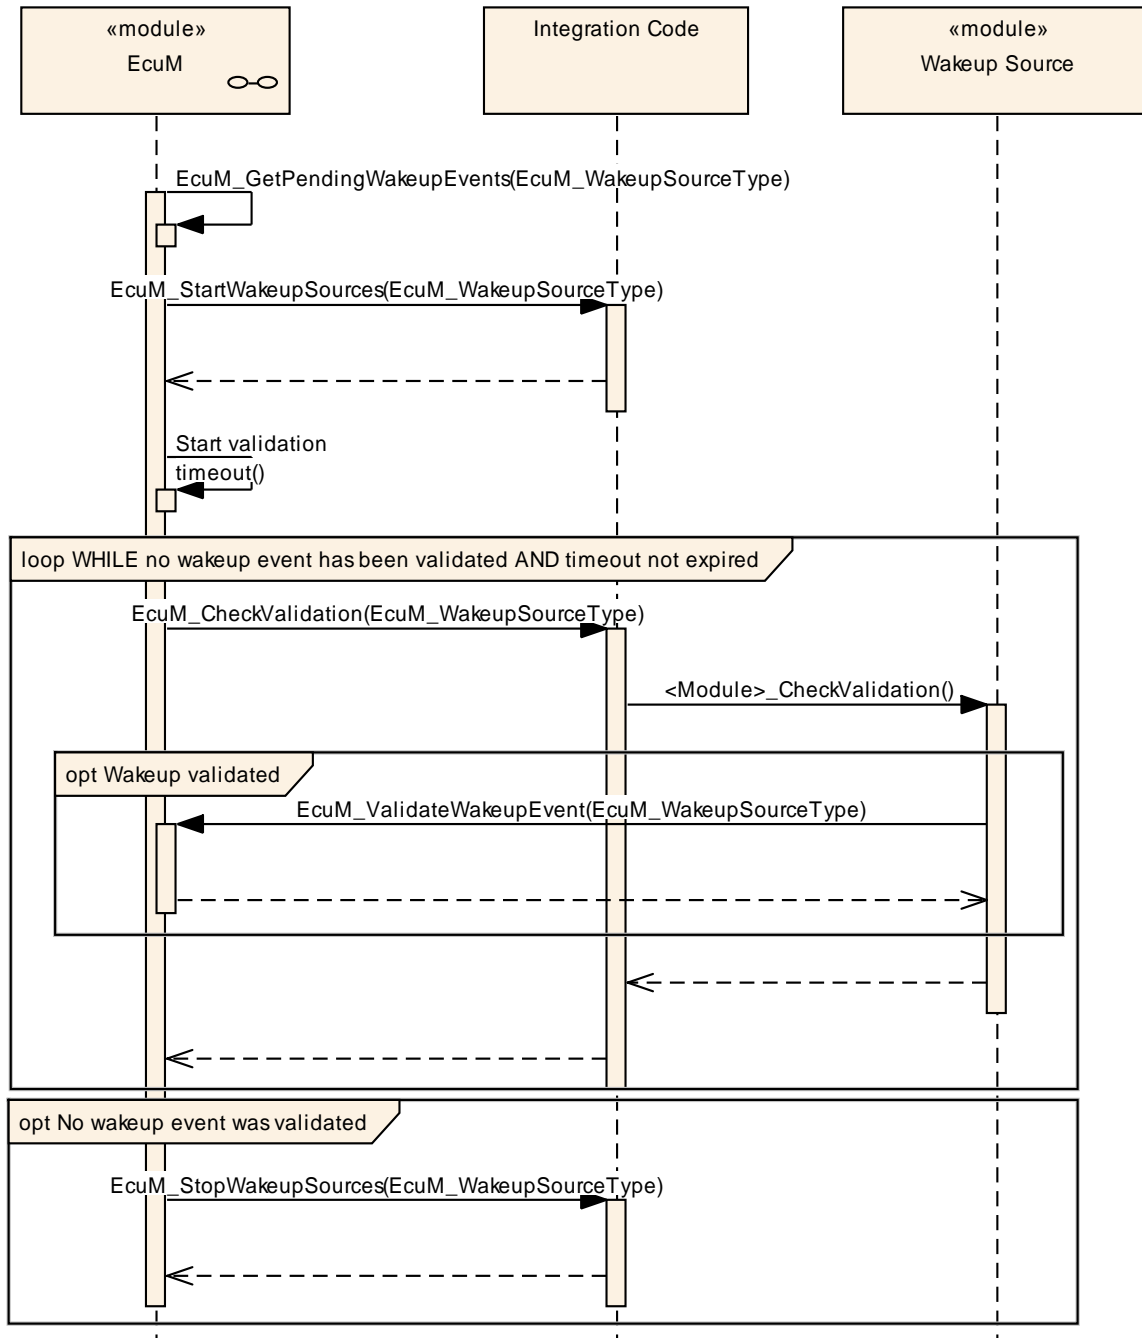 «module»
EcuM
Integration Code
«module»
Wakeup Source
EcuM_GetPendingWakeupEvents(EcuM_WakeupSourceType)
EcuM_StartWakeupSources(EcuM_WakeupSourceType)
Start validation
timeout()
loop WHILE no wakeup event has been validated AND timeout not expired
EcuM_CheckValidation(EcuM_WakeupSourceType)
<Module>_CheckValidation()
opt Wakeup validated
EcuM_ValidateWakeupEvent(EcuM_WakeupSourceType)
opt No wakeup event was validated
EcuM_StopWakeupSources(EcuM_WakeupSourceType)